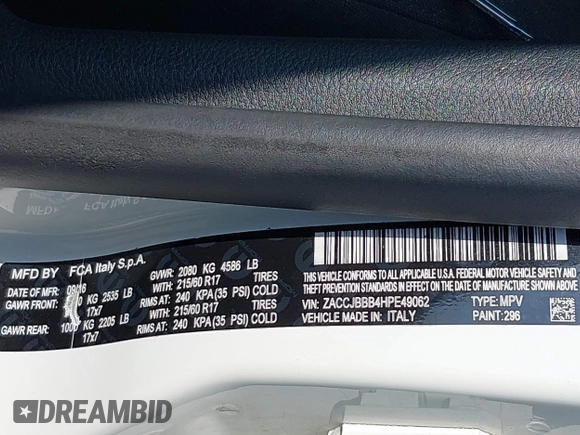 MFD BY FCA Italy S.p.A.
DATE OF MFR: 09/16 GVWR: 2080 KG 4586 LB
GAWR FRONT: KG 2535 LB WITH: 215/60 R17 TIRES
17x7 RIMS AT: 240 KPA (35 PSI) COLD
GAWR REAR: 1000 KG 2205 LB WITH: 215/60 R17 TIRES
17x7 RIMS AT: 240 KPA (35 PSI) COLD
THIS VEHICLE CONFORMS TO ALL APPLICABLE U.S.A. FEDERAL MOTOR VEHICLE SAFETY,
BUMPER, AND THEFT PREVENTION STANDARDS IN EFFECT ON THE DATE OF MANUFACTURE SHOWN ABOVE.
VIN: ZACCJBBB4HPE49062 TYPE: MPV
VEHICLE MADE IN: ITALY PAINT: 296
DREAMBID